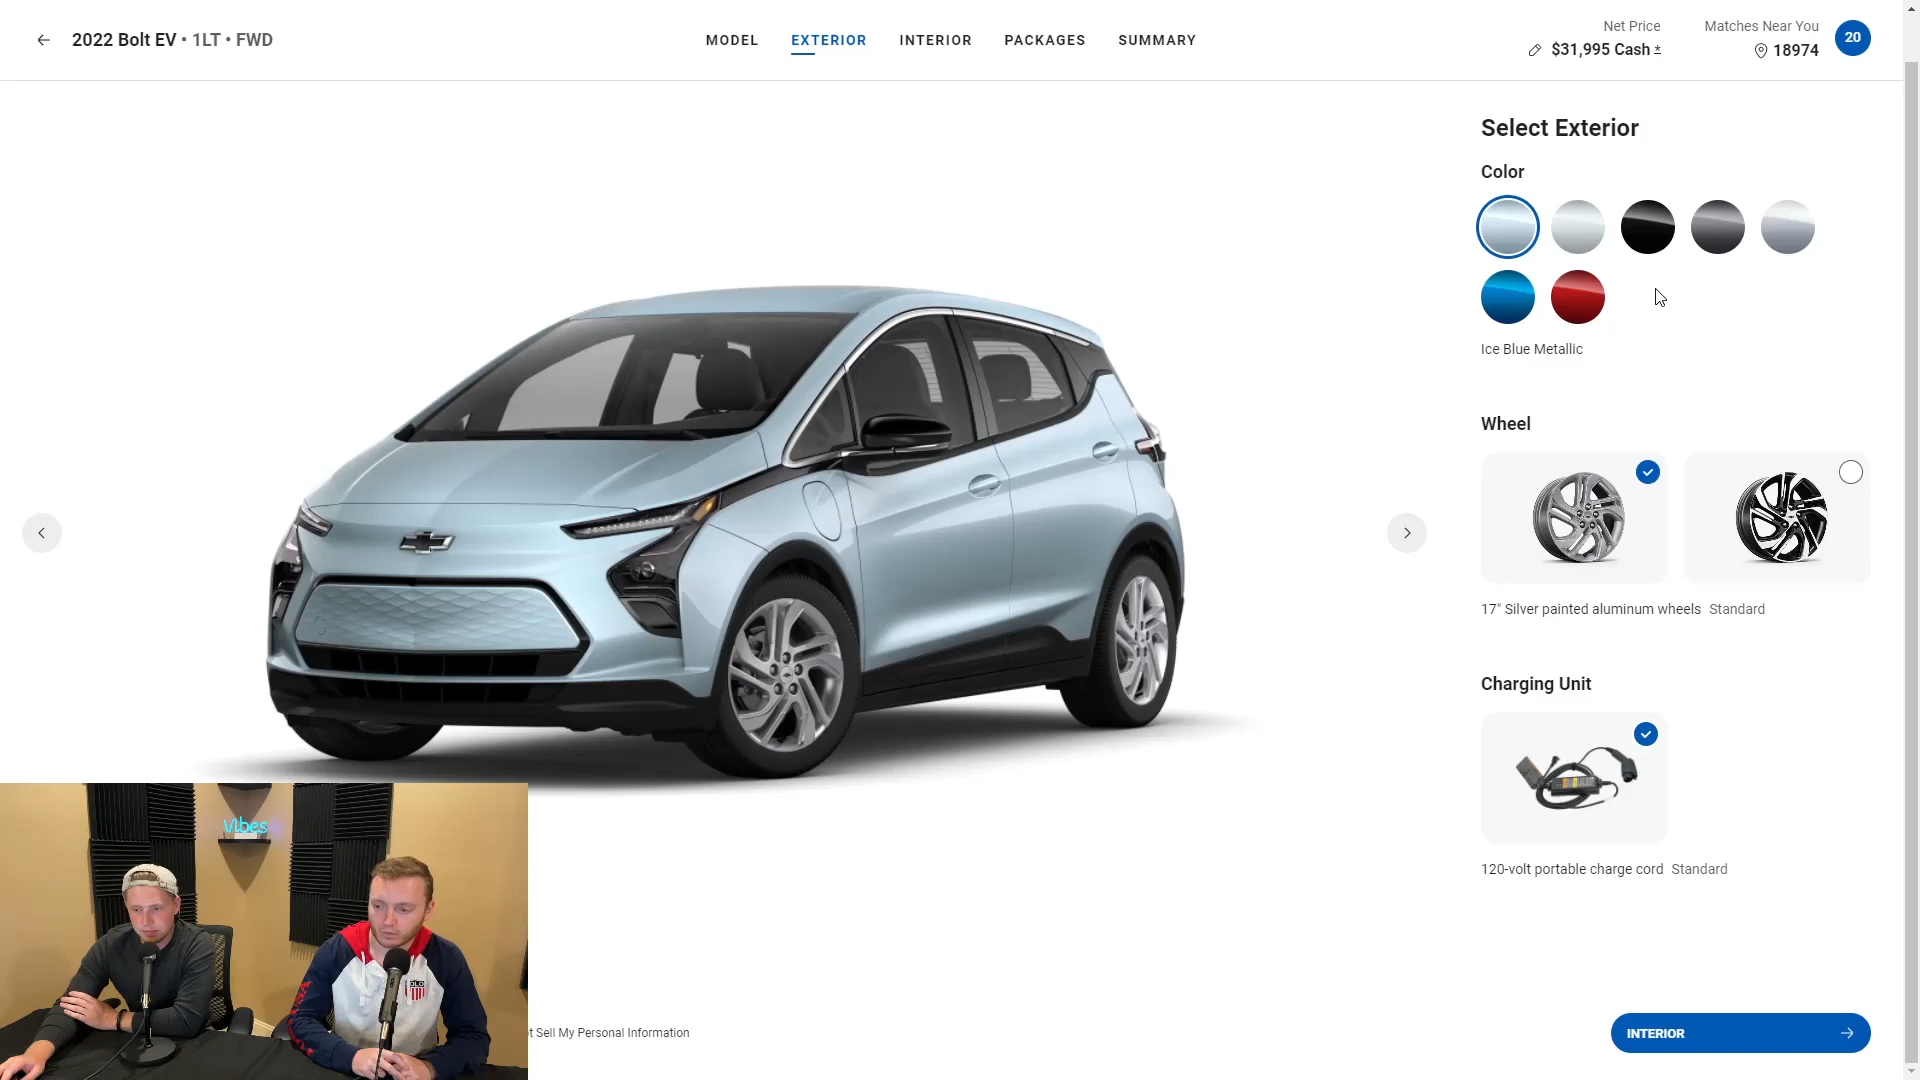 2022 Bolt EV • 1LT • FWD
MODEL
EXTERIOR
INTERIOR
PACKAGES
SUMMARY
Net Price
$31,995 Cash *
Matches Near You
18974
20
Select Exterior
Color
Ice Blue Metallic
Wheel
17" Silver painted aluminum wheels Standard
Charging Unit
120-volt portable charge cord Standard
Vibes
Sell My Personal Information
INTERIOR